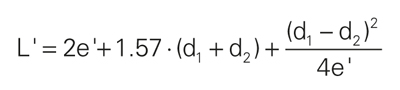 L' = 2e'+1.57·(d₁ + d₂)+ (d₁ – d₂)² / 4e'